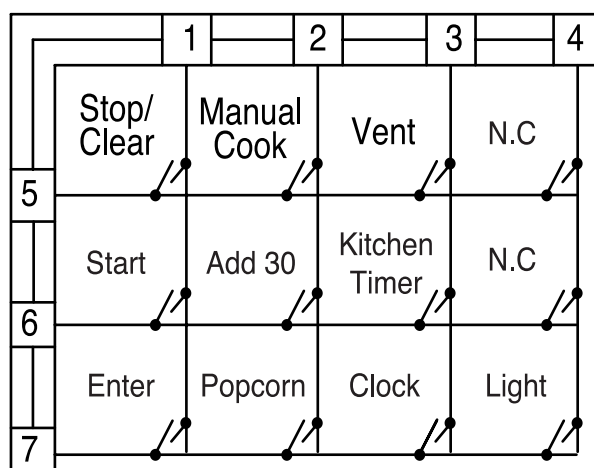 1 2 3 4
Stop/ Manual Vent N.C
Clear Cook
5
Start Add 30 Kitchen N.C
Timer
6
Enter Popcorn Clock Light
7